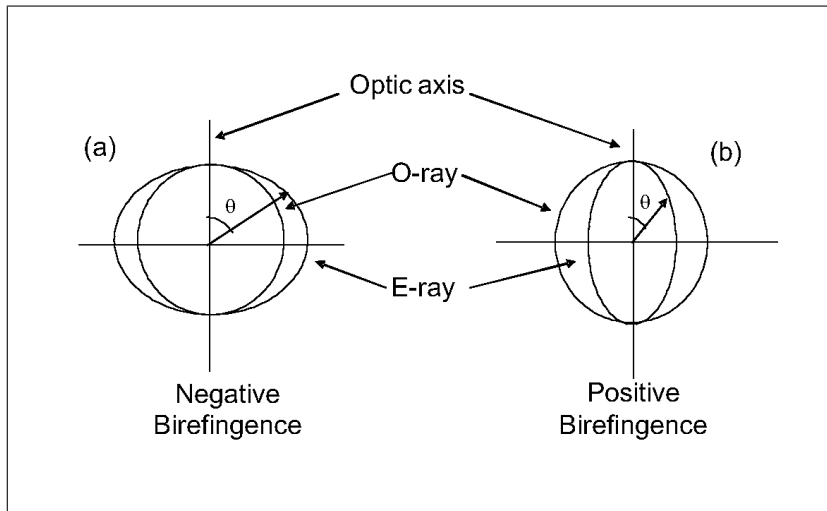 Optic axis
(a)
(b)
O-ray
θ
θ
E-ray
Negative
Birefingence
Positive
Birefingence